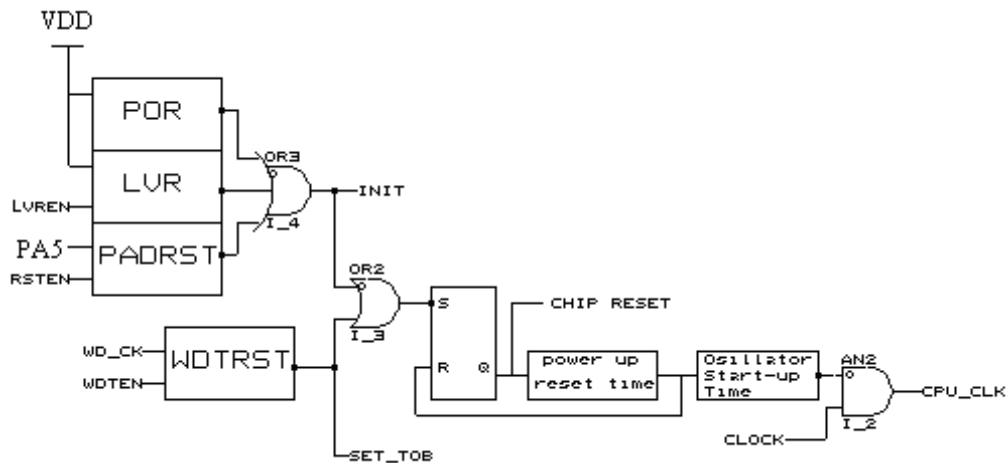 VDD
POR
OR3
LVR
INIT
LVREN
I_4
PA5
PADRST
RSTEN
OR2
S
CHIP RESET
I_3
WD_CK
WDTRST
WDTEN
R
Q
power up
reset time
Osillator
Start-up
Time
AN2
CPU_CLK
I_2
CLOCK
SET_TOB